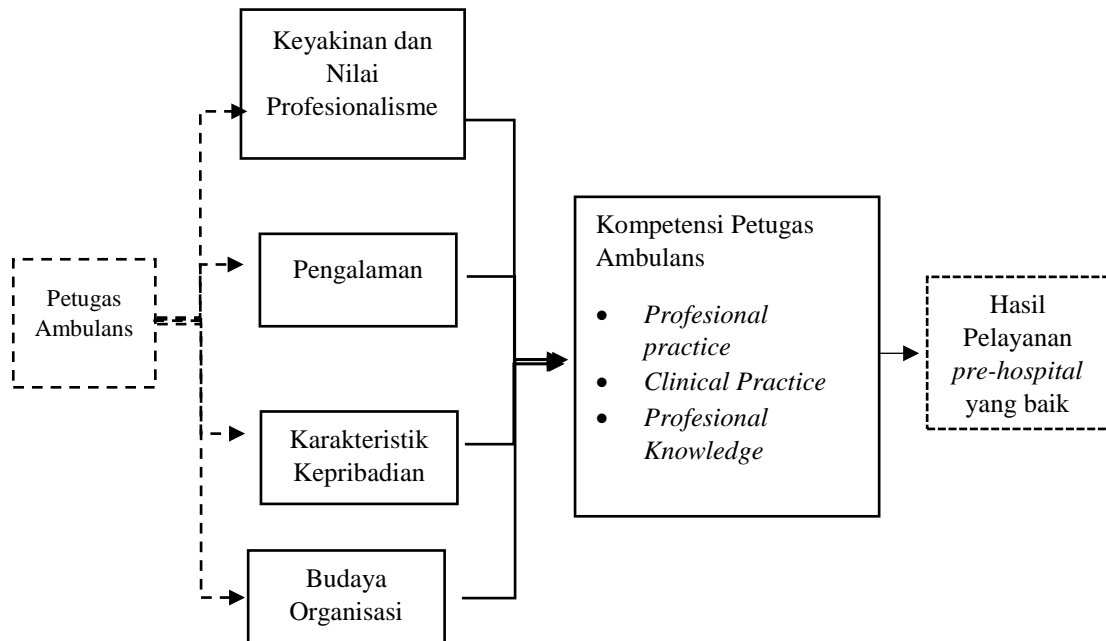 Keyakinan dan
Nilai
Profesionalisme
Pengalaman
Petugas
Ambulans
Karakteristik
Kepribadian
Budaya
Organisasi
Kompetensi Petugas
Ambulans
• Profesional
practice
• Clinical Practice
• Profesional
Knowledge
Hasil
Pelayanan
pre-hospital
yang baik